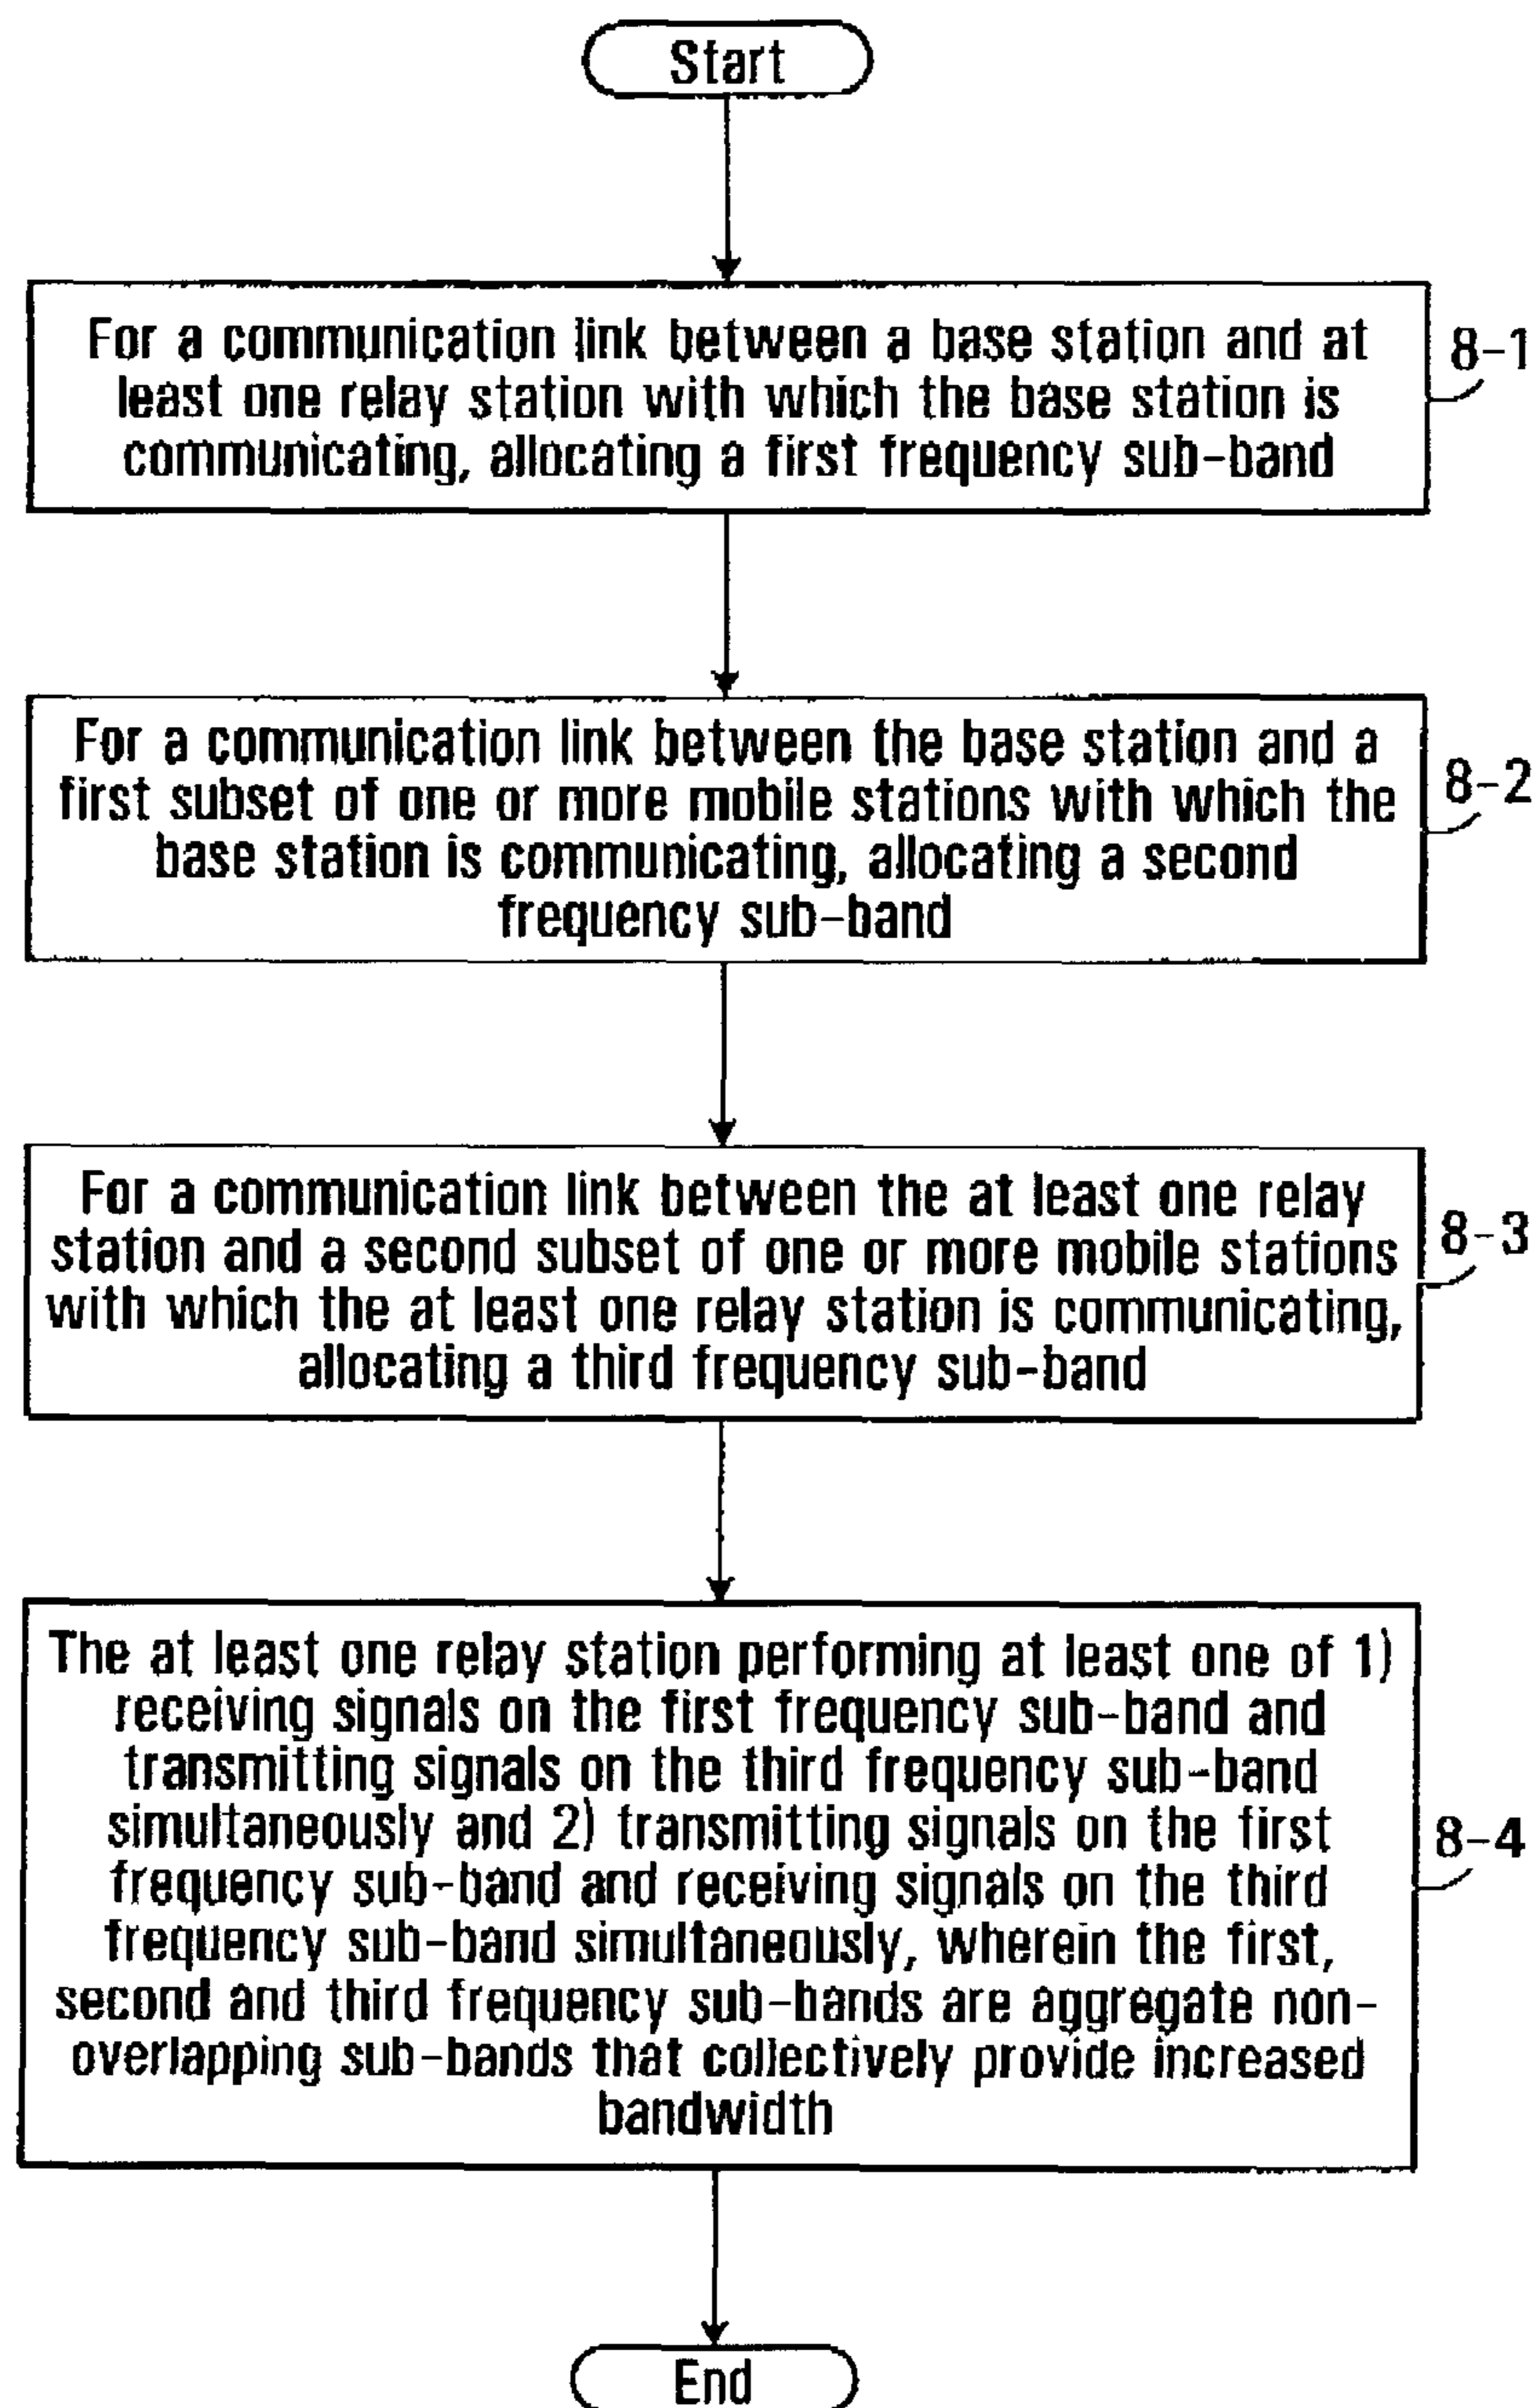 Start
For a communication link between a base station and at
least one relay station with which the base station is
communicating, allocating a first frequency sub-band
8-1
For a communication link between the base station and a
first subset of one or more mobile stations with which the
base station is communicating, allocating a second
frequency sub-band
8-2
For a communication link between the at least one relay
station and a second subset of one or more mobile stations
with which the at least one relay station is communicating,
allocating a third frequency sub-band
8-3
The at least one relay station performing at least one of 1)
receiving signals on the first frequency sub-band and
transmitting signals on the third frequency sub-band
simultaneously and 2) transmitting signals on the first
frequency sub-band and receiving signals on the third
frequency sub-band simultaneously, wherein the first,
second and third frequency sub-bands are aggregate non-
overlapping sub-bands that collectively provide increased
bandwidth
8-4
End